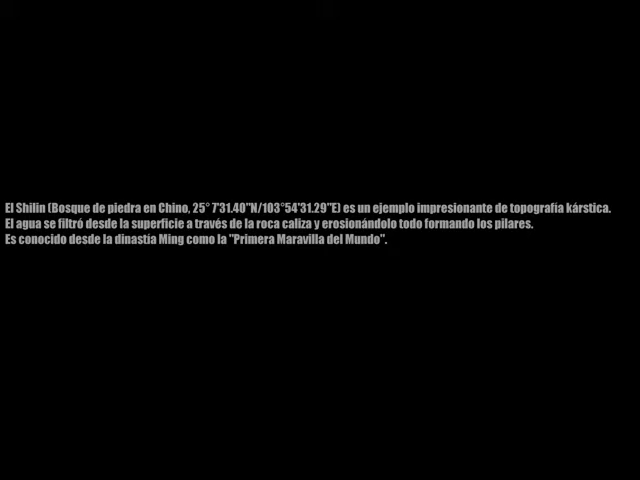 El Shilin (Bosque de piedra en Chino, 25° 7'31.40"N/103°54'31.29"E) es un ejemplo impresionante de topografía kárstica.
El agua se filtró desde la superficie a través de la roca caliza y erosionándolo todo formando los pilares.
Es conocido desde la dinastía Ming como la "Primera Maravilla del Mundo".